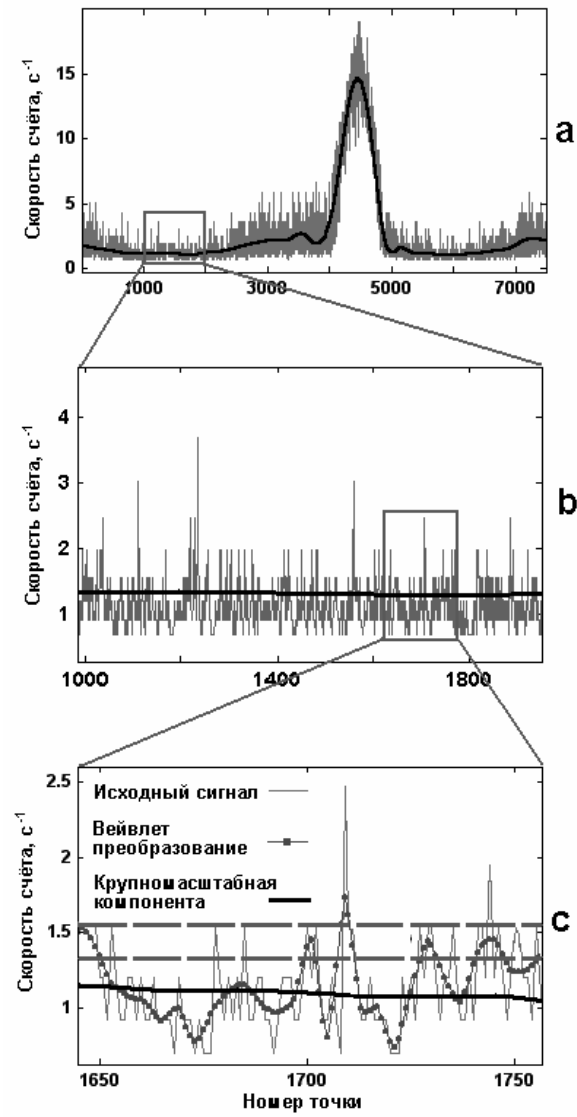 15
10
5
0
Скорость счёта, с⁻¹
a
1000 3000 5000 7000
4
3
2
1
Скорость счёта, с⁻¹
b
1000 1400 1800
2.5
2
1.5
1
Скорость счёта, с⁻¹
Исходный сигнал
Вейвлет
преобразование
Крупномасштабная
компонента
c
1650 1700 1750
Номер точки